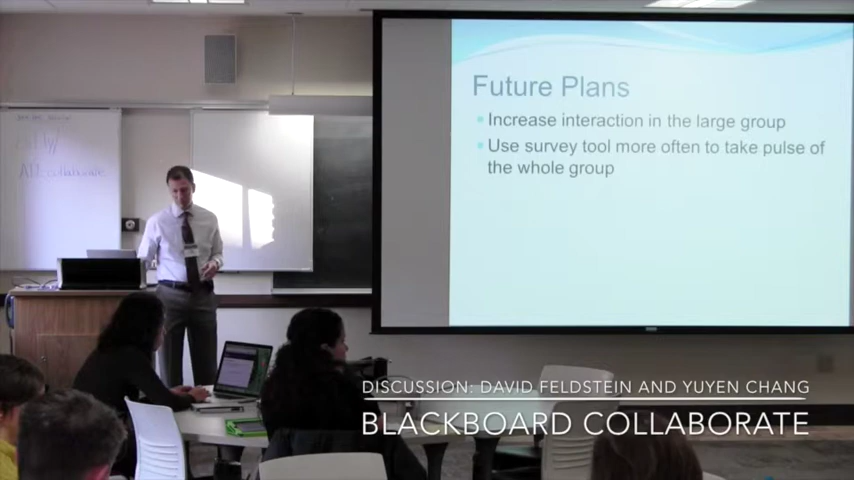 Future Plans
Increase interaction in the large group
Use survey tool more often to take pulse of
the whole group
DISCUSSION: DAVID FELDSTEIN AND YUYEN CHANG
BLACKBOARD COLLABORATE